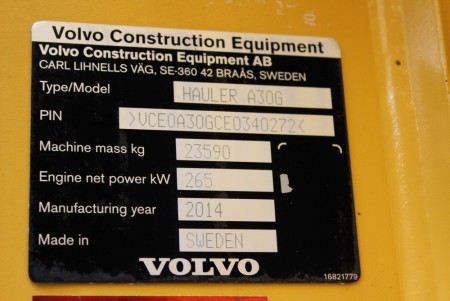 Volvo Construction Equipment
Volvo Construction Equipment AB
CARL LIHNELLS VÄG, SE-360 42 BRAÅS, SWEDEN
Type/Model HAULER A30G
PIN >VCE0A30GCE0340272<
Machine mass kg 23590
Engine net power kW 265
Manufacturing year 2014
Made in SWEDEN
VOLVO
16821779